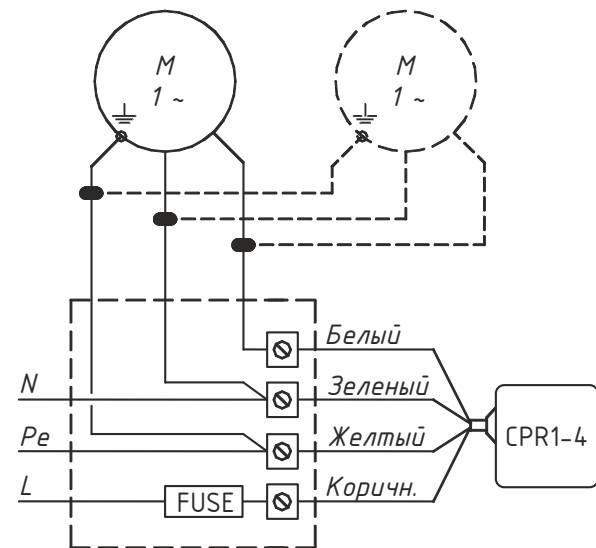 M
1 ~
M
1 ~
Белый
N
Зеленый
Pe
Желтый
CPR1-4
L
FUSE
Коричн.